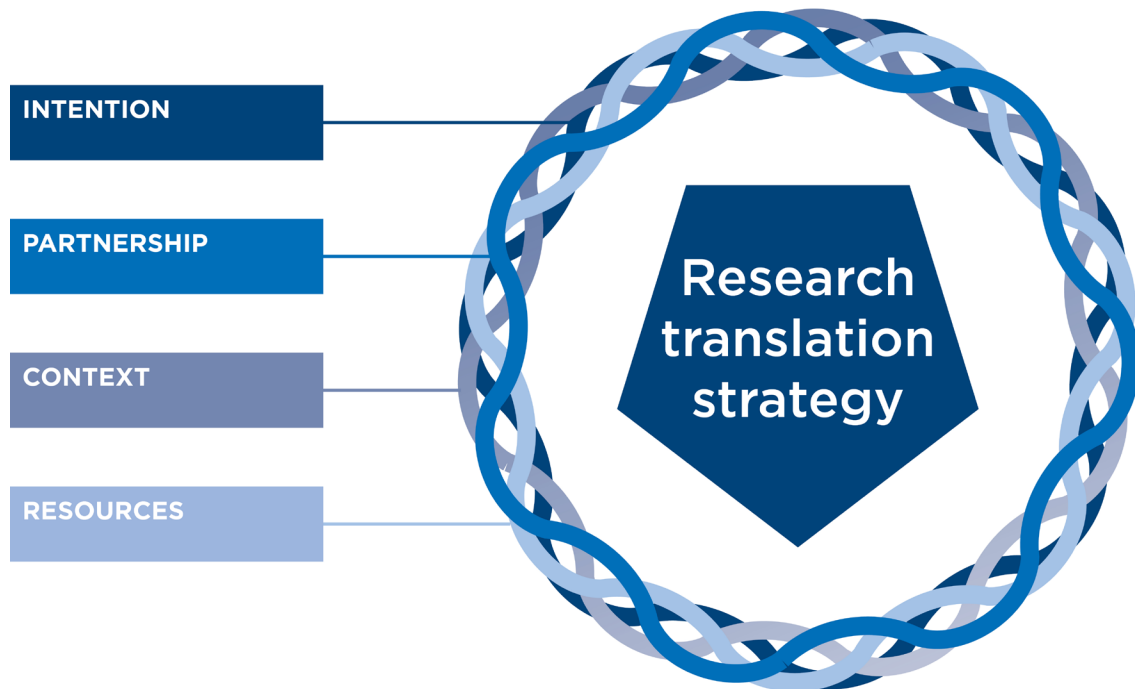 INTENTION
PARTNERSHIP
CONTEXT
RESOURCES
Research
translation
strategy